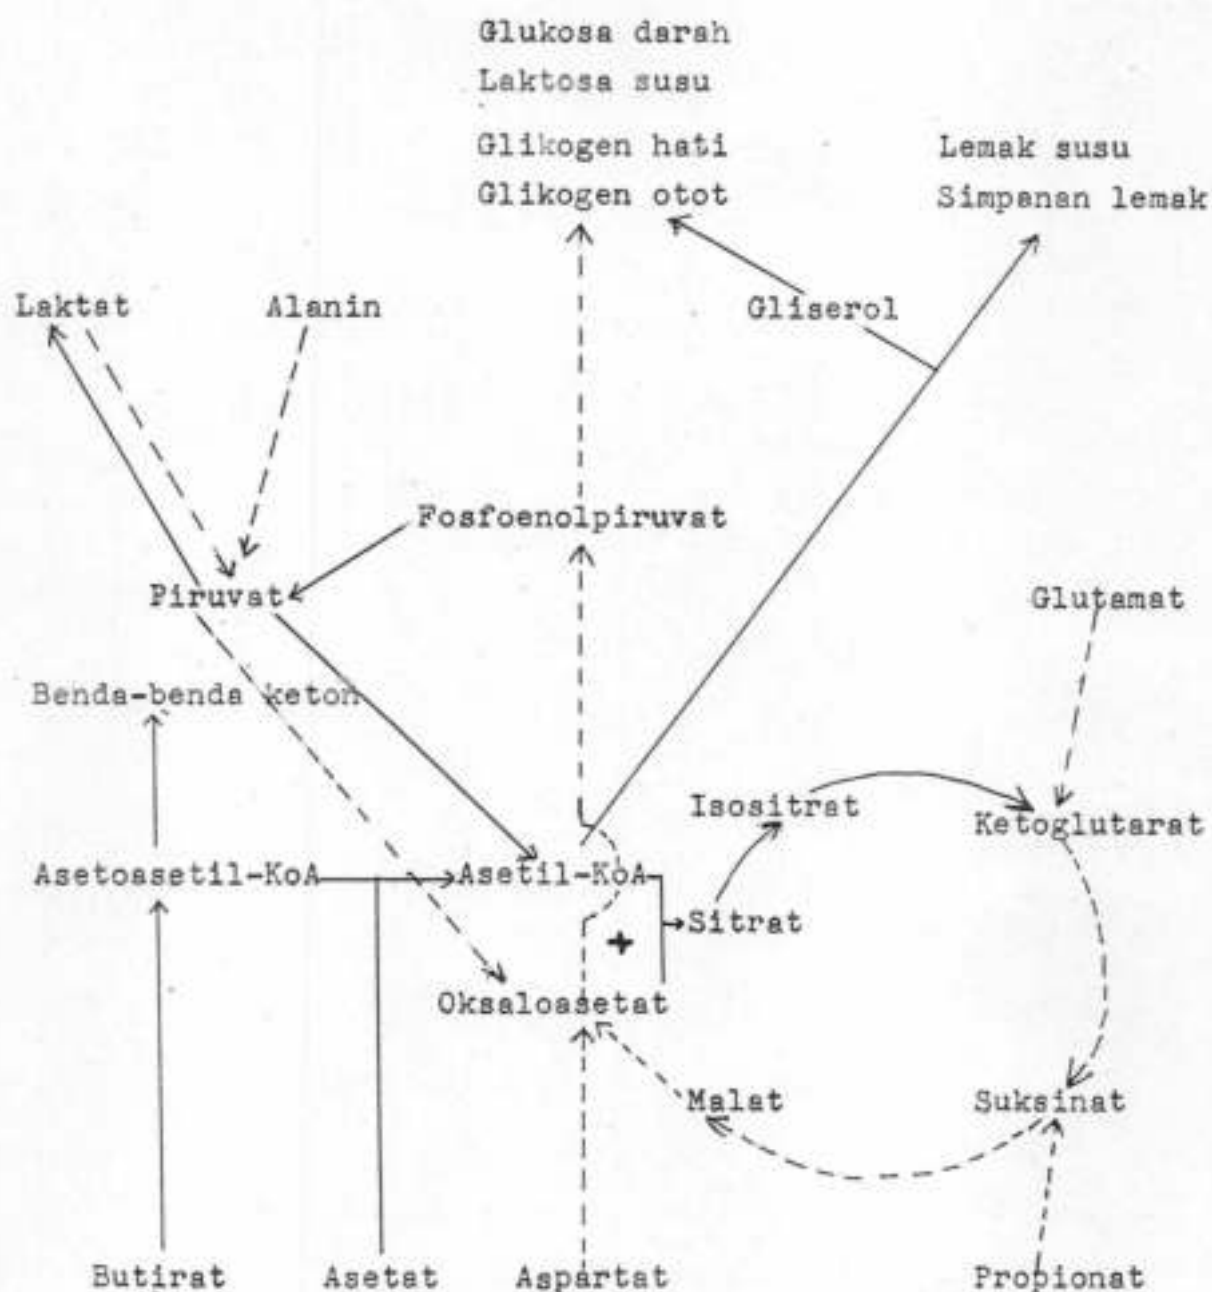 Glukosa darah
Laktosa susu
Glikogen hati
Lemak susu
Glikogen otot
Simpanan lemak
Laktat
Alanin
Gliserol
Fosfoenolpiruvat
Piruvat
Glutamat
Benda-benda keton
Isositrat
Ketoglutarat
Asetoasetil-KoA
Asetil-KoA
Sitrat
+
Oksaloasetat
Malat
Suksinat
Butirat
Asetat
Aspartat
Propionat